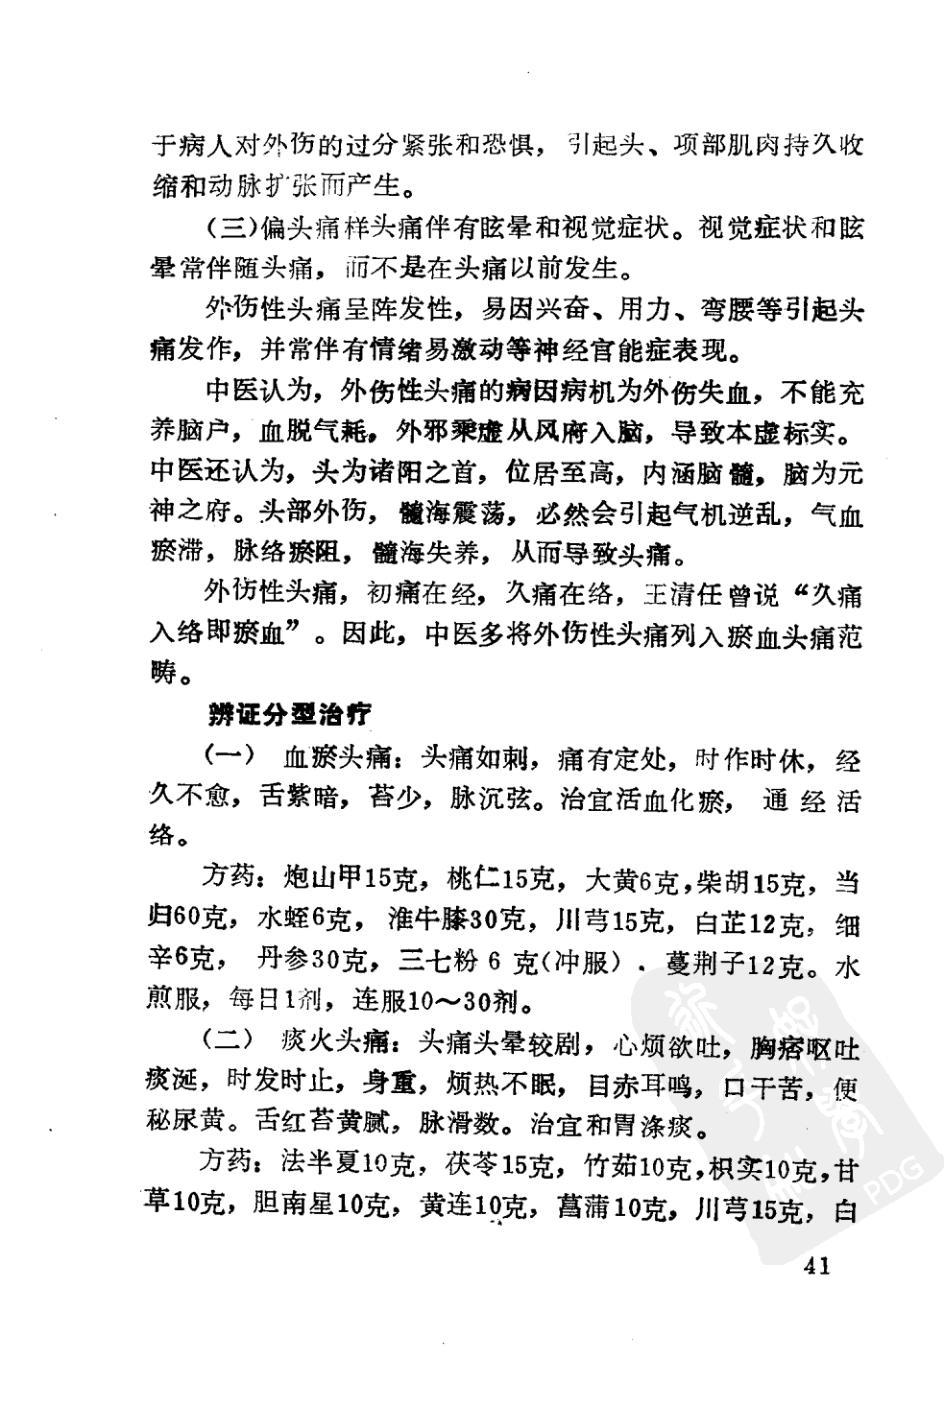 于病人对外伤的过分紧张和恐惧，引起头、项部肌肉持久收
缩和动脉扩张而产生。
（三）偏头痛样头痛伴有眩晕和视觉症状。视觉症状和眩
晕常伴随头痛，而不是在头痛以前发生。
外伤性头痛呈阵发性，易因兴奋、用力、弯腰等引起头
痛发作，并常伴有情绪易激动等神经官能症表现。
中医认为，外伤性头痛的病因病机为外伤失血，不能充
养脑户，血脱气耗，外邪乘虚从风府入脑，导致本虚标实。
中医还认为，头为诸阳之首，位居至高，内涵脑髓，脑为元
神之府。头部外伤，髓海震荡，必然会引起气机逆乱，气血
瘀滞，脉络瘀阻，髓海失养，从而导致头痛。
外伤性头痛，初痛在经，久痛在络，王清任曾说“久痛
入络即瘀血”。因此，中医多将外伤性头痛列入瘀血头痛范
畴。
辨证分型治疗
（一） 血瘀头痛：头痛如刺，痛有定处，时作时休，经
久不愈，舌紫暗，苔少，脉沉弦。治宜活血化瘀， 通经活
络。
方药：炮山甲15克，桃仁15克，大黄6克，柴胡15克，当
归60克，水蛭6克， 淮牛膝30克，川芎15克，白芷12克，细
辛6克， 丹参30克，三七粉6克（冲服）．蔓荆子12克。水
煎服，每日1剂，连服10～30剂。
（二） 痰火头痛：头痛头晕较剧，心烦欲吐，胸痞呕吐
痰涎，时发时止，身重，烦热不眠，目赤耳鸣，口干苦，便
秘尿黄。舌红苔黄腻，脉滑数。治宜和胃涤痰。
方药：法半夏10克，茯苓15克，竹茹10克，枳实10克，甘
草10克，胆南星10克，黄连10克，菖蒲10克，川芎15克，白
41
PDG